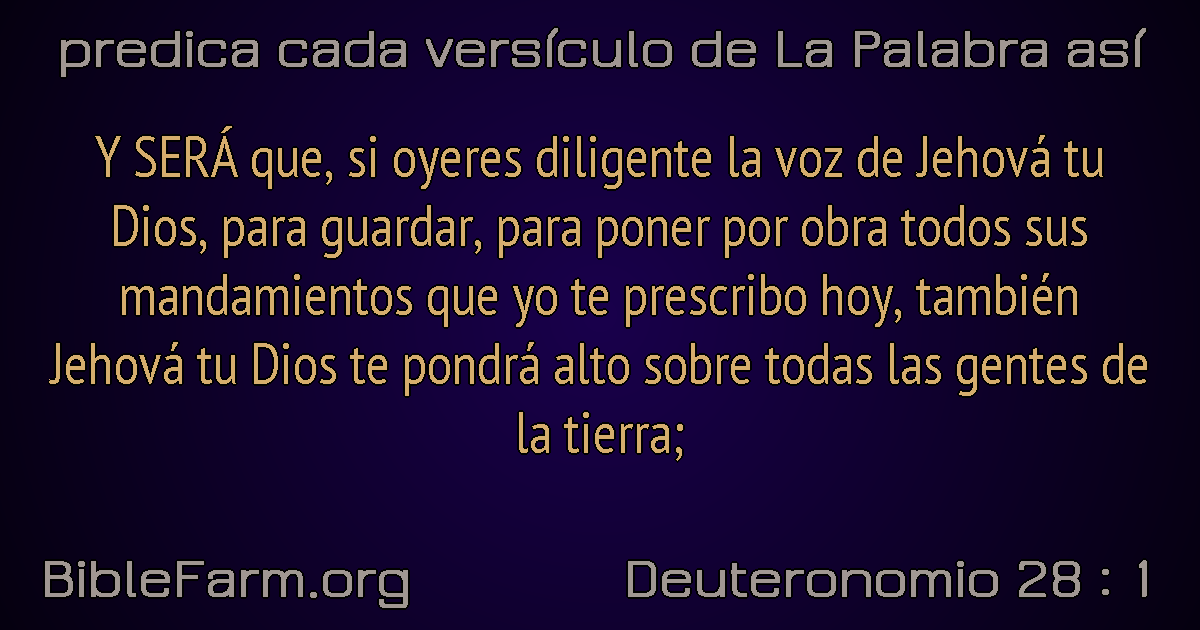 predica cada versículo de La Palabra así
Y SERÁ que, si oyeres diligente la voz de Jehová tu
Dios, para guardar, para poner por obra todos sus
mandamientos que yo te prescribo hoy, también
Jehová tu Dios te pondrá alto sobre todas las gentes de
la tierra;
BibleFarm.org
Deuteronomio 28 : 1